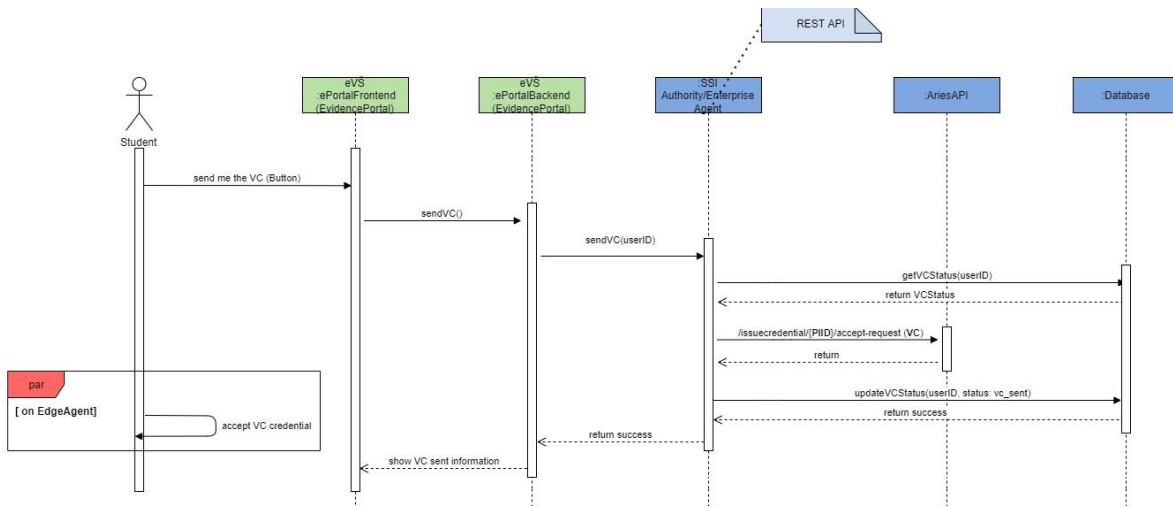 REST API
eVS
:ePortalFrontend
(EvidencePortal)
eVS
:ePortalBackend
(EvidencePortal)
:SSI
Authority/Enterprise
Agent
:AriesAPI
:Database
Student
send me the VC (Button)
sendVC()
sendVC(userID)
getVCStatus(userID)
return VCStatus
/issuecredential/{PIID}/accept-request (VC)
return
par
[ on EdgeAgent]
accept VC credential
updateVCStatus(userID, status: vc_sent)
return success
return success
show VC sent information